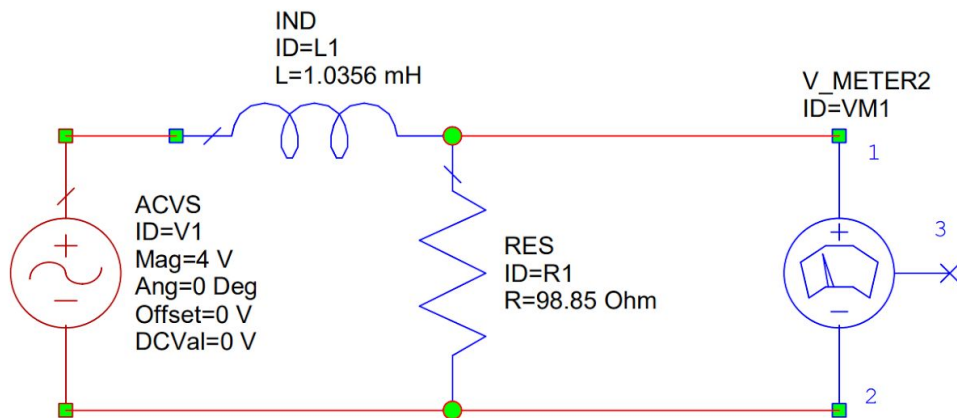 IND
ID=L1
L=1.0356 mH
V_METER2
ID=VM1
1
ACVS
ID=V1
Mag=4 V
Ang=0 Deg
Offset=0 V
DCVal=0 V
RES
ID=R1
R=98.85 Ohm
3
2